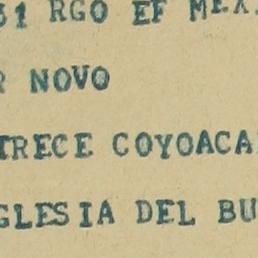 31 RGO EF MEX.
R NOVO
TRECE COYOACA
GLESIA DEL BU